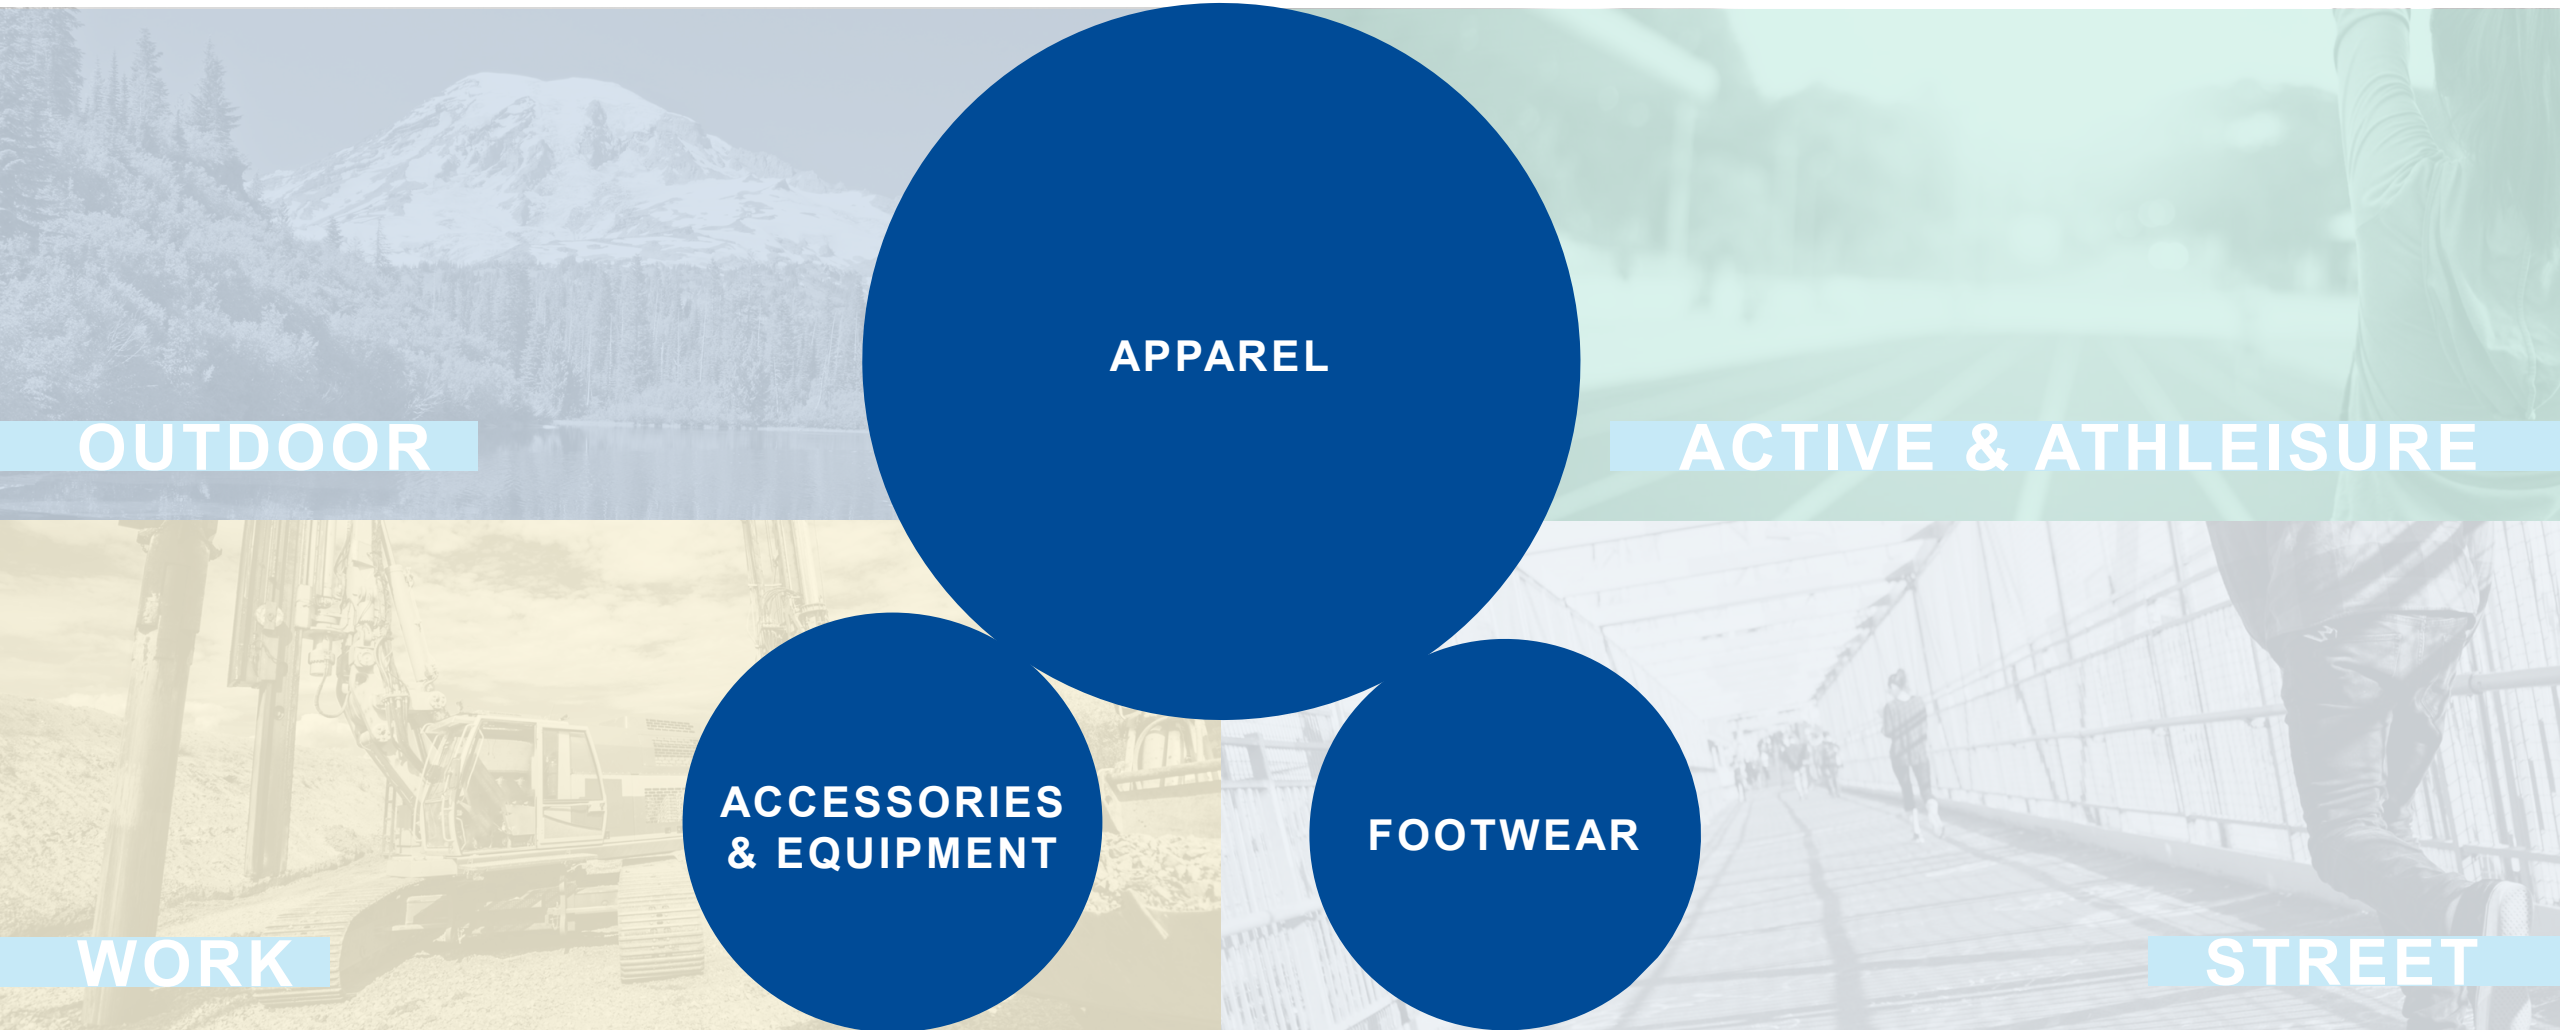 APPAREL
OUTDOOR
ACTIVE & ATHLEISURE
ACCESSORIES
& EQUIPMENT
FOOTWEAR
WORK
STREET